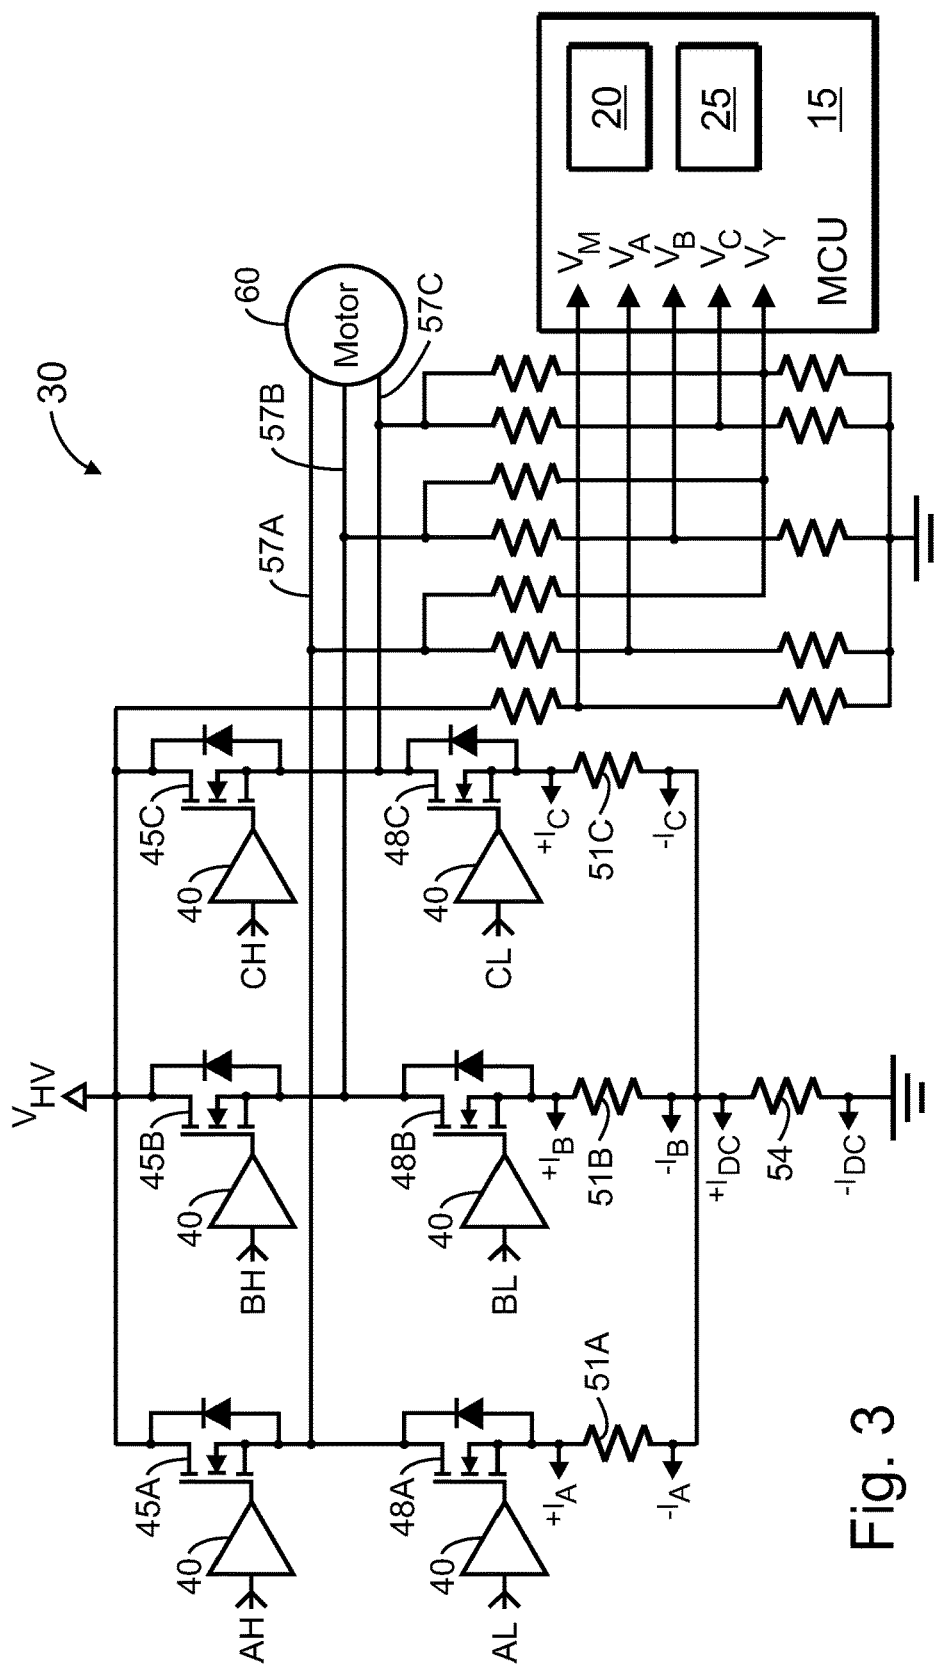 30
V_HV
45A
45B
45C
40
40
40
AH
BH
CH
57A
57B
57C
60
Motor
48A
48B
48C
40
40
40
AL
BL
CL
+I_A
+I_B
+I_C
51A
51B
51C
-I_A
-I_B
-I_C
+I_DC
54
-I_DC
V_M
V_A
V_B
V_C
V_Y
20
25
15
MCU
Fig. 3